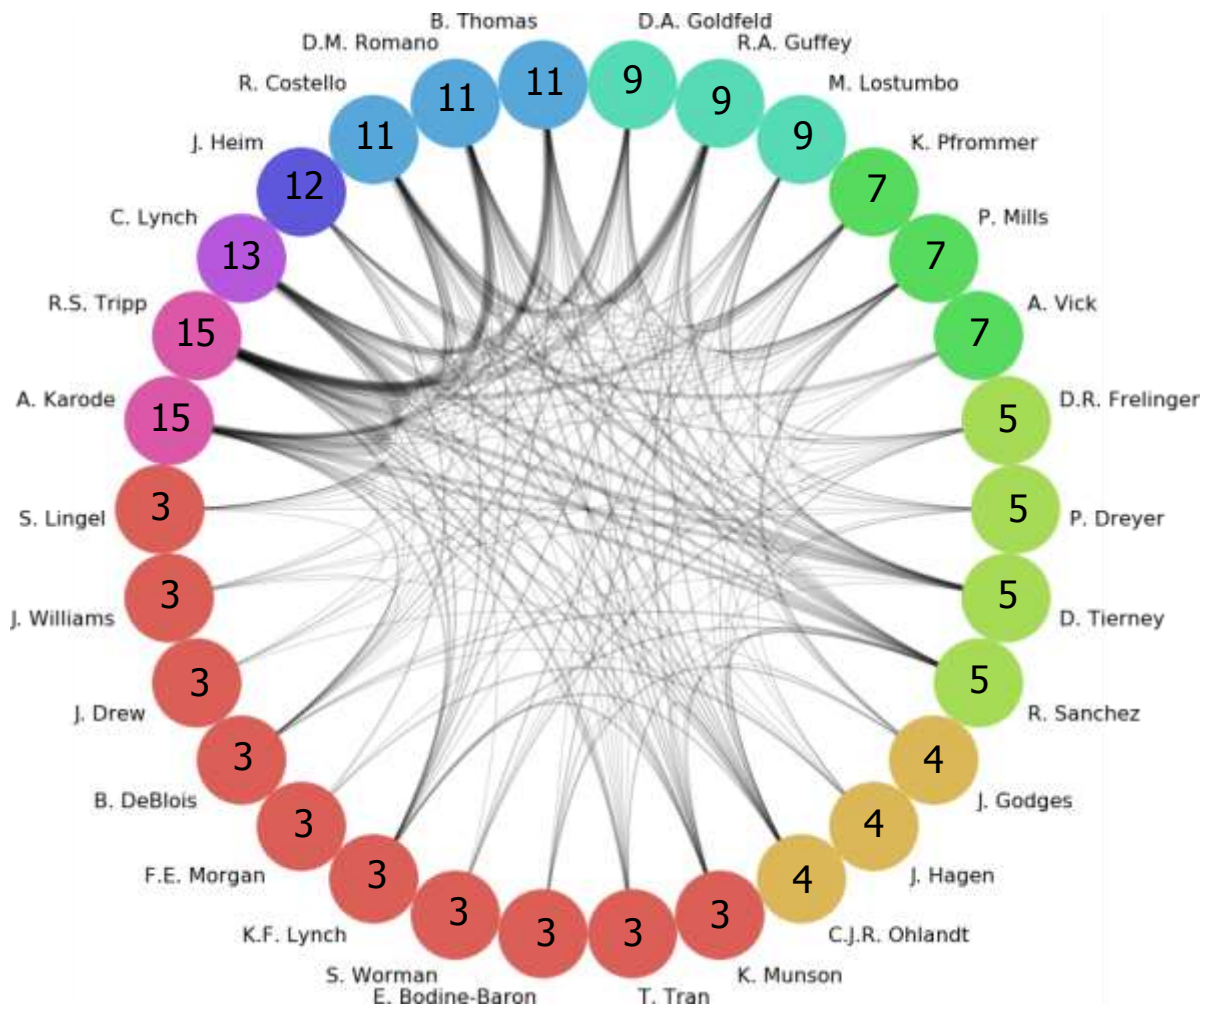 B. Thomas
D.A. Goldfeld
D.M. Romano
R.A. Guffey
R. Costello
M. Lostumbo
11
11
9
9
J. Heim
11
9
K. Pfrommer
12
7
C. Lynch
P. Mills
13
7
R.S. Tripp
A. Vick
15
7
A. Karode
D.R. Frelinger
15
5
S. Lingel
3
5
P. Dreyer
J. Williams
3
5
D. Tierney
J. Drew
3
5
R. Sanchez
B. DeBlois
3
4
J. Godges
F.E. Morgan
3
4
J. Hagen
K.F. Lynch
3
4
C.J.R. Ohlandt
S. Worman
3
3
K. Munson
E. Bodine-Baron
3
3
T. Tran